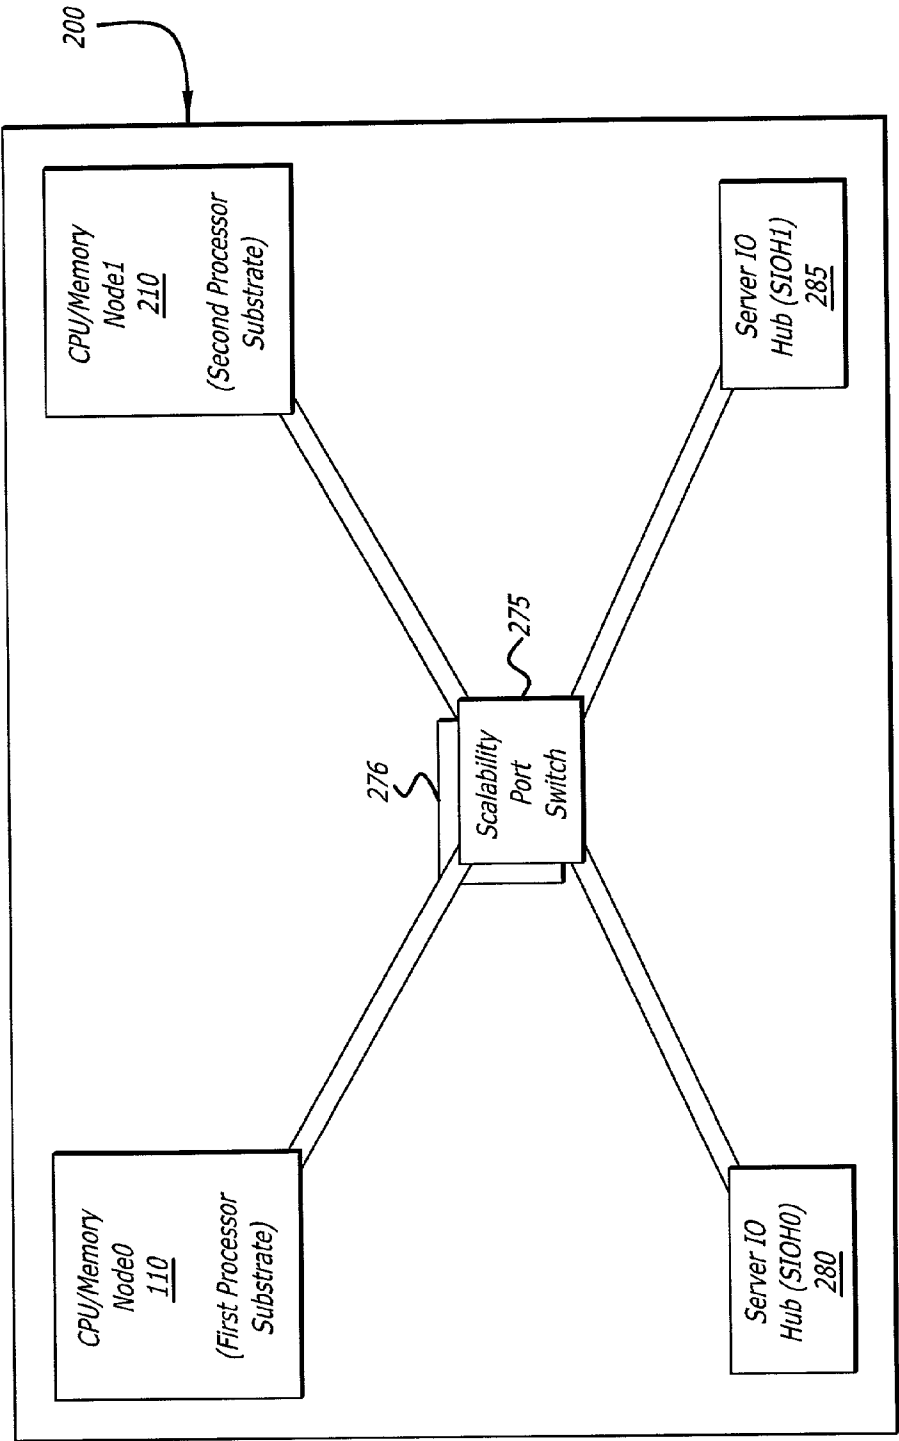 200
CPU/Memory
Node0
110
(First Processor
Substrate)
CPU/Memory
Node1
210
(Second Processor
Substrate)
276
Scalability
Port
Switch
275
Server IO
Hub (SIOH0)
280
Server IO
Hub (SIOH1)
285